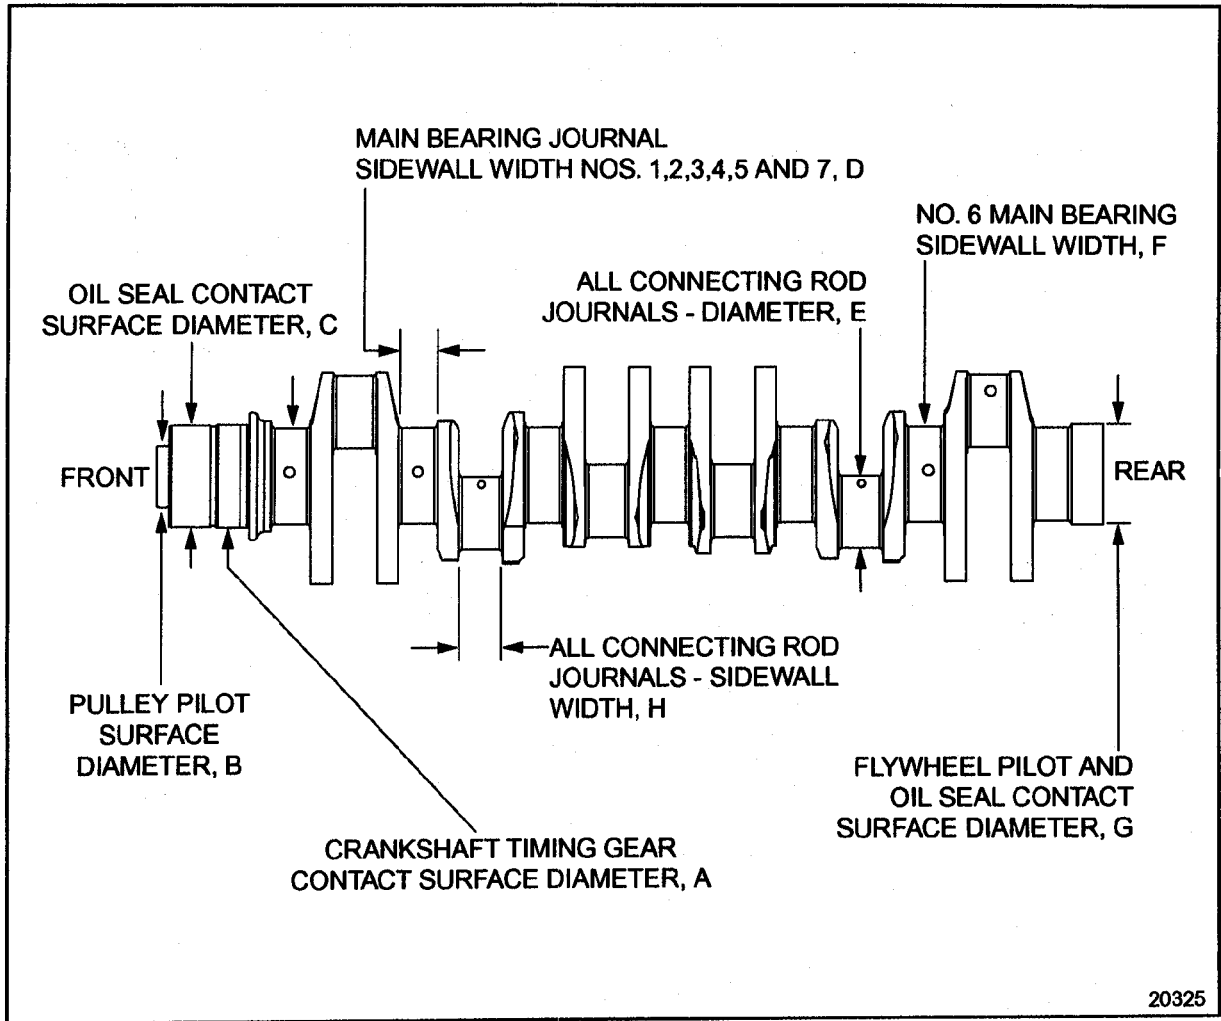 MAIN BEARING JOURNAL
SIDEWALL WIDTH NOS. 1,2,3,4,5 AND 7, D
NO. 6 MAIN BEARING
SIDEWALL WIDTH, F
OIL SEAL CONTACT
SURFACE DIAMETER, C
ALL CONNECTING ROD
JOURNALS - DIAMETER, E
FRONT
REAR
ALL CONNECTING ROD
JOURNALS - SIDEWALL
WIDTH, H
PULLEY PILOT
SURFACE
DIAMETER, B
FLYWHEEL PILOT AND
OIL SEAL CONTACT
SURFACE DIAMETER, G
CRANKSHAFT TIMING GEAR
CONTACT SURFACE DIAMETER, A
20325